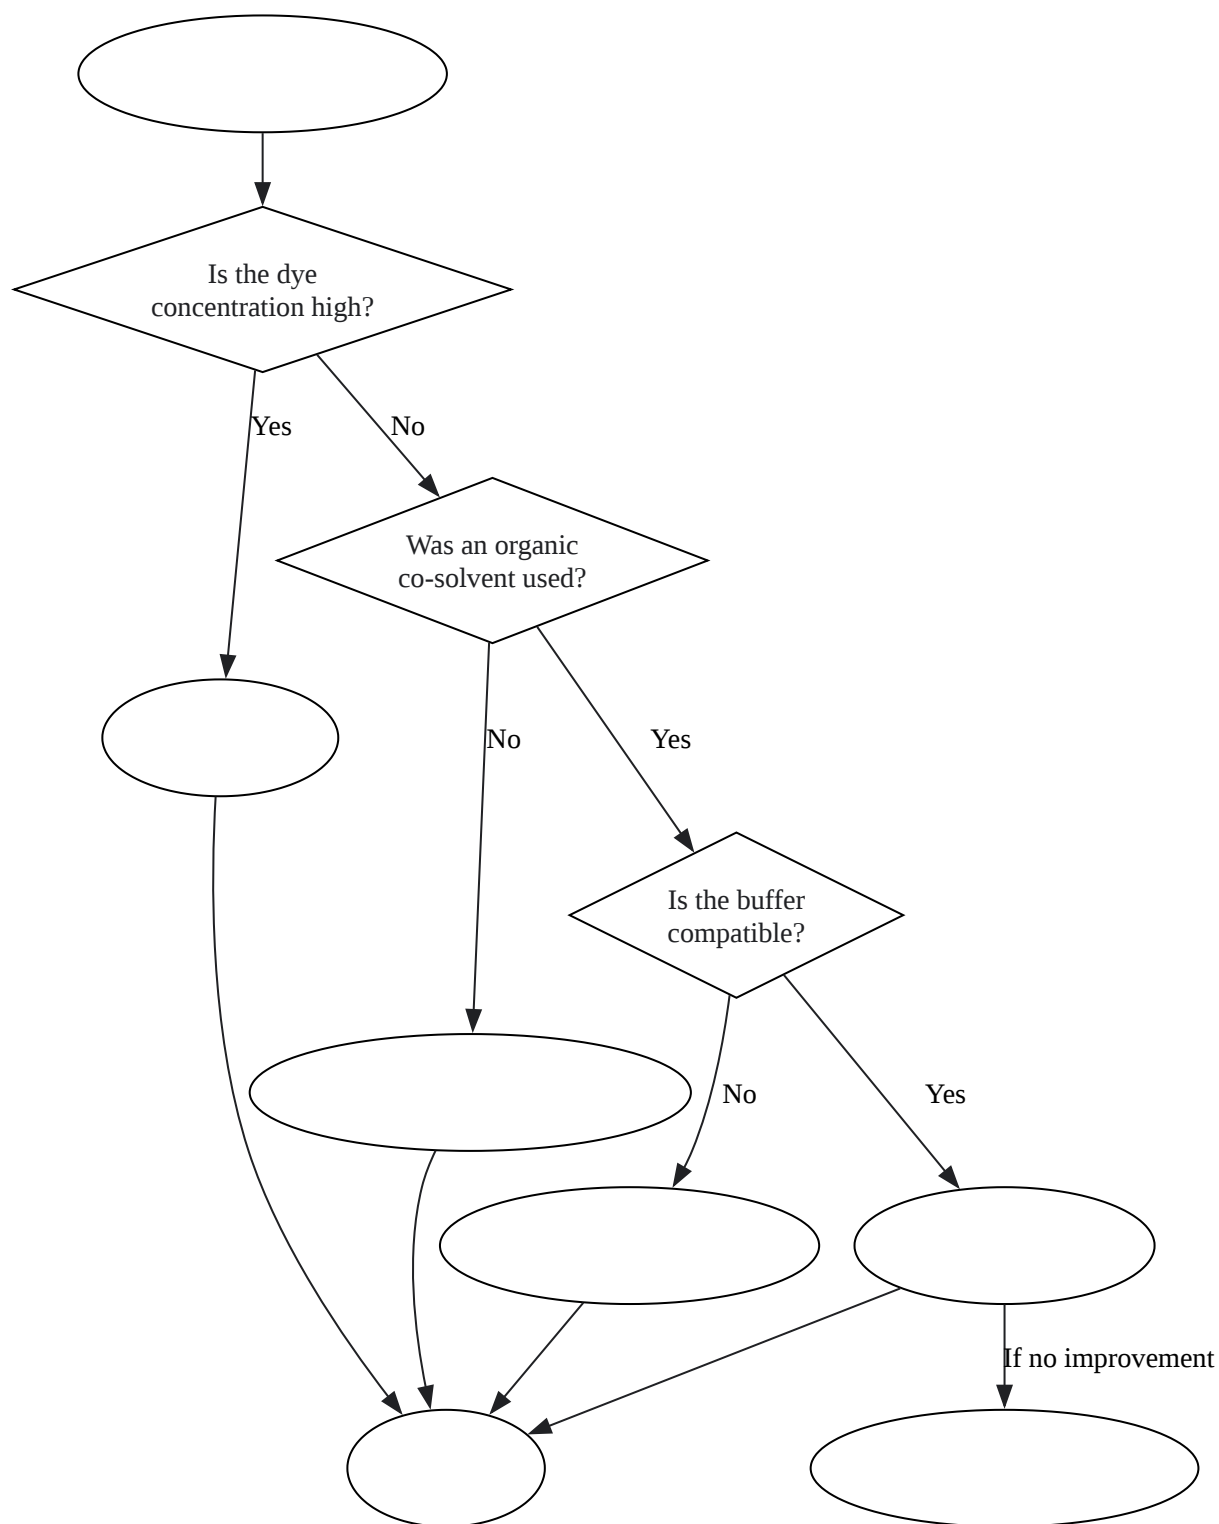 Is the dye
concentration high?
Yes
No
Was an organic
co-solvent used?
No
Yes
Is the buffer
compatible?
No
Yes
If no improvement